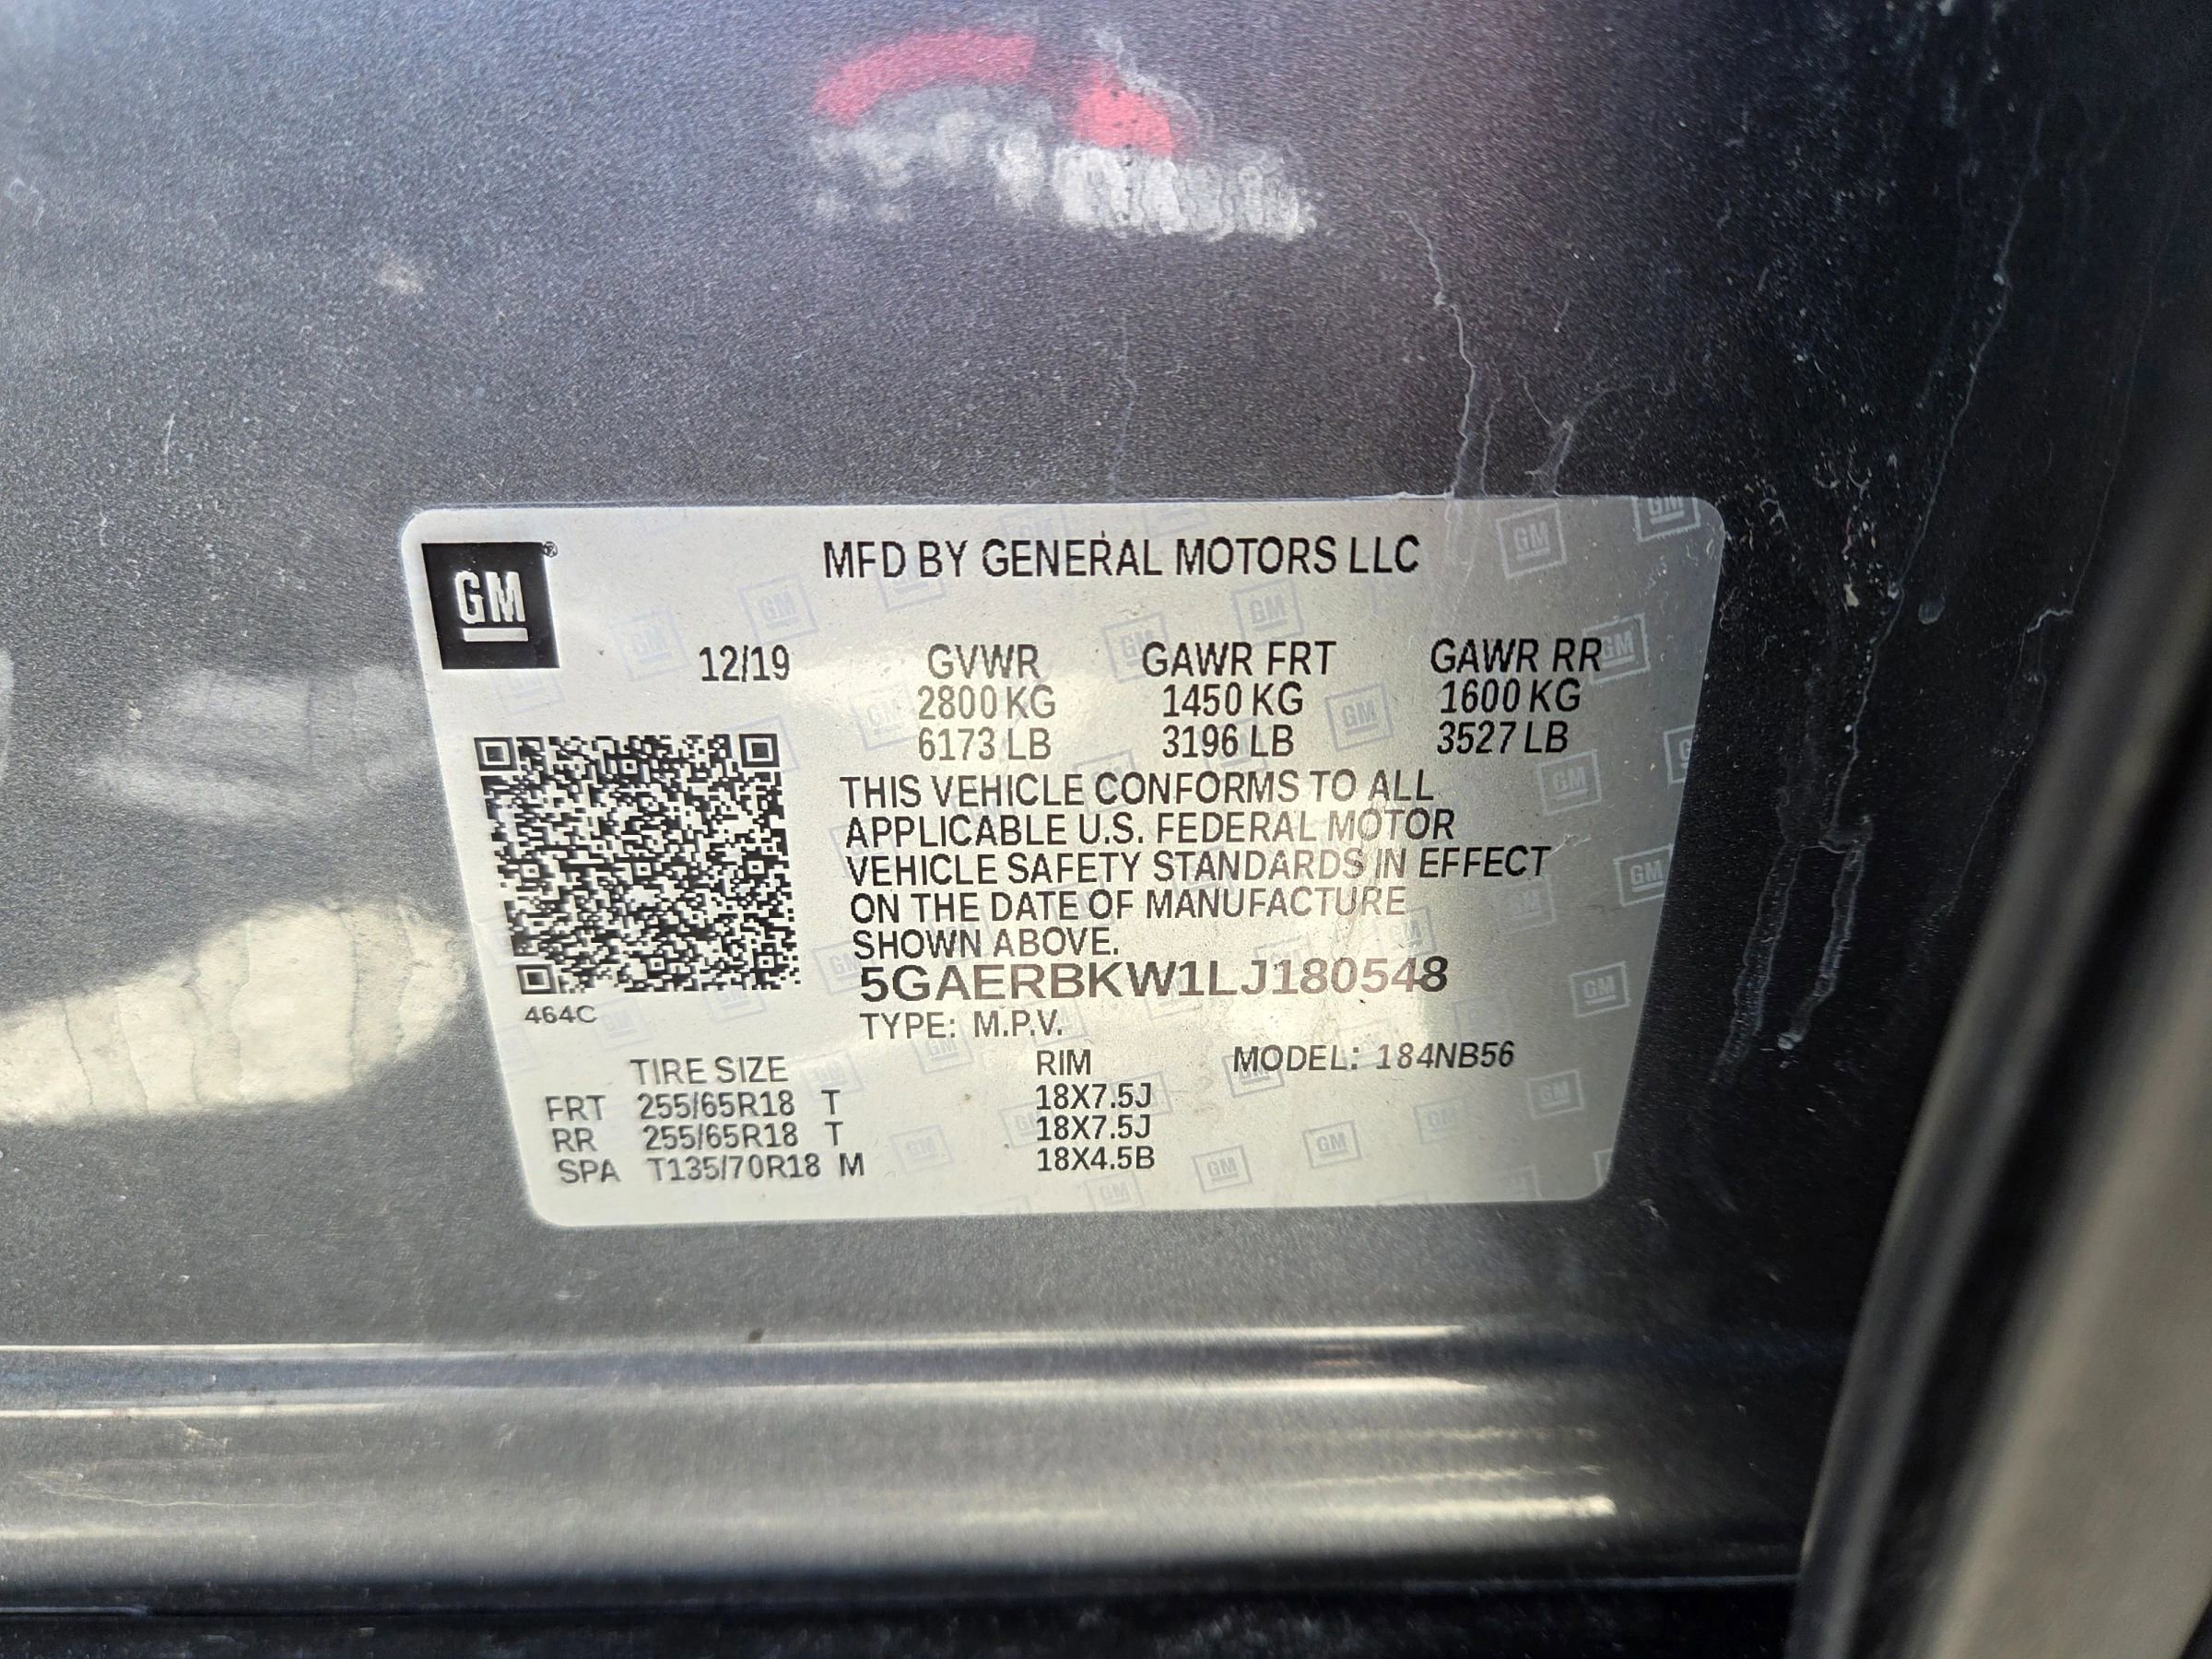 GM
MFD BY GENERAL MOTORS LLC
12/19 GVWR GAWR FRT GAWR RR
2800 KG 1450 KG 1600 KG
6173 LB 3196 LB 3527 LB
THIS VEHICLE CONFORMS TO ALL
APPLICABLE U.S. FEDERAL MOTOR
VEHICLE SAFETY STANDARDS IN EFFECT
ON THE DATE OF MANUFACTURE
SHOWN ABOVE.
5GAERBKW1LJ180548
464C
TYPE: M.P.V.
TIRE SIZE RIM MODEL: 184NB56
FRT 255/65R18 T 18X7.5J
RR 255/65R18 T 18X7.5J
SPA T135/70R18 M 18X4.5B